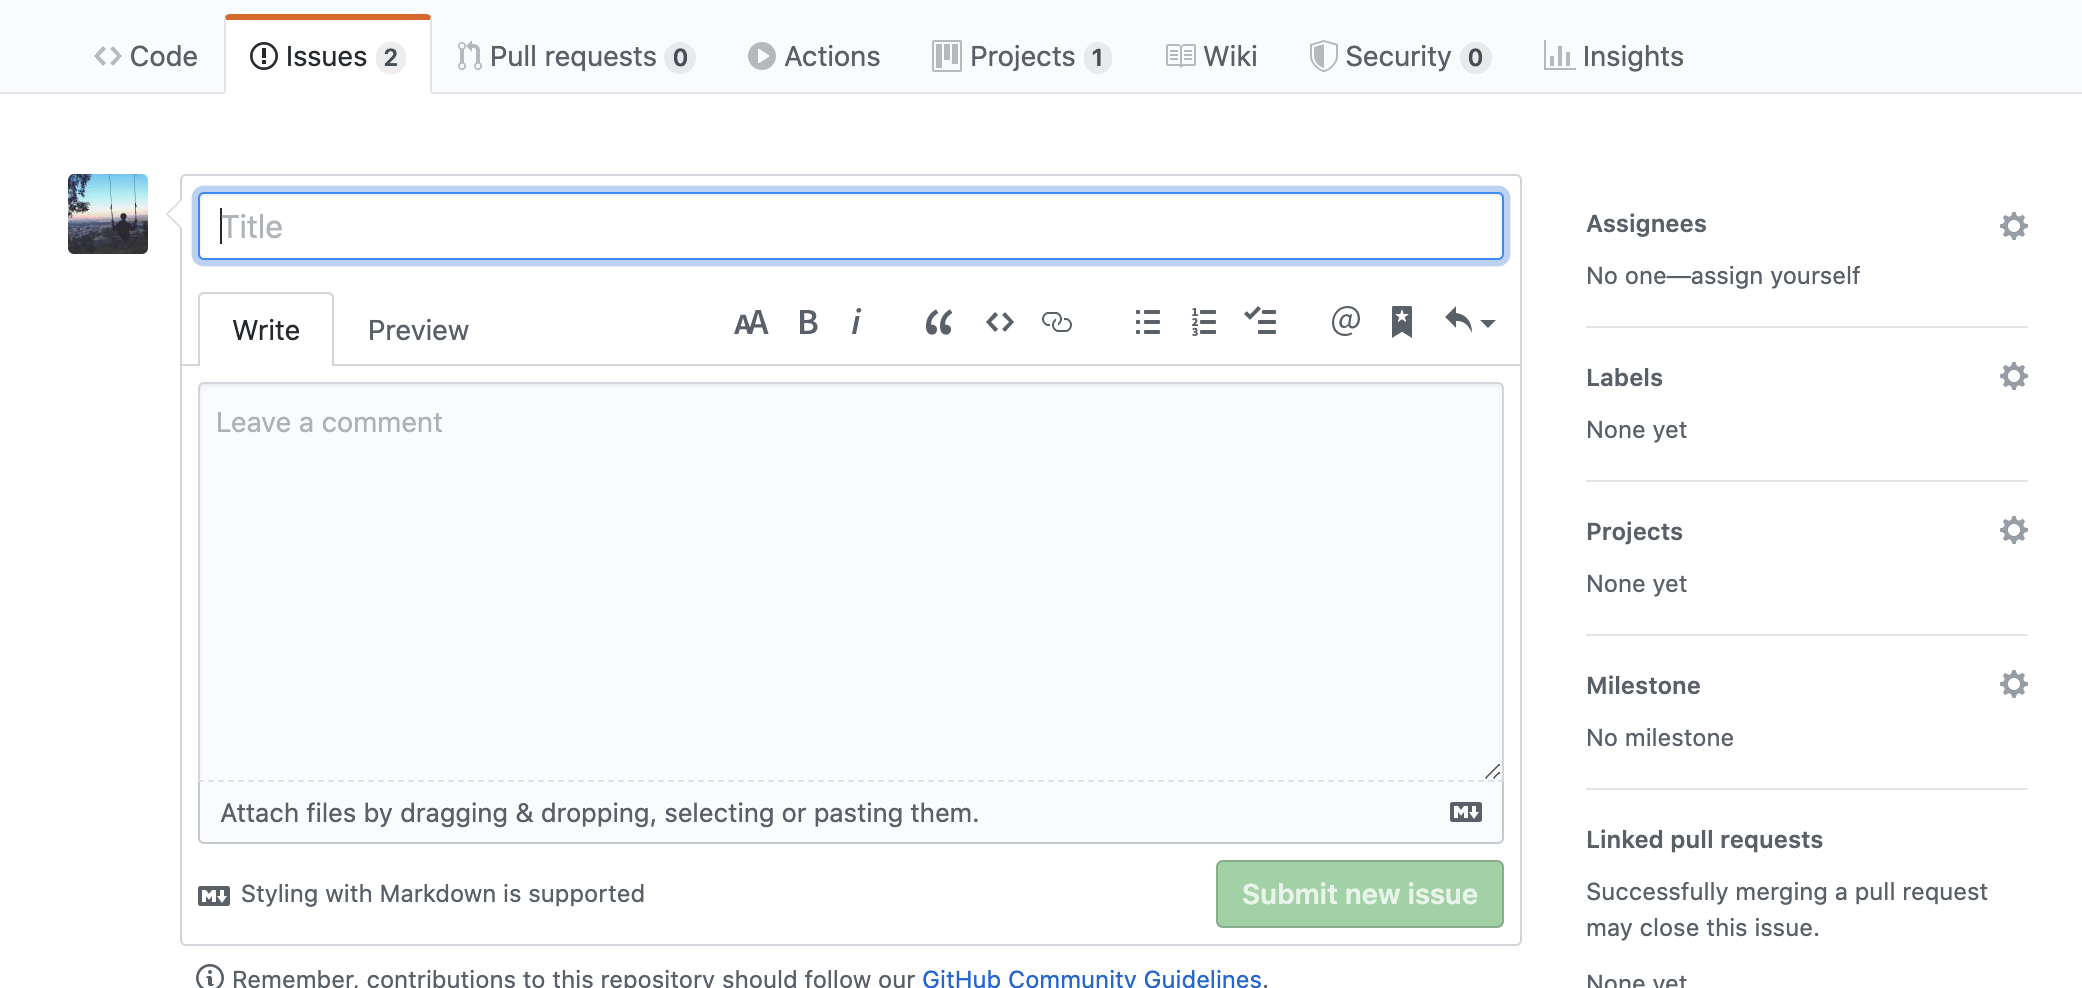 Code Issues 2 Pull requests 0 Actions Projects 1 Wiki Security 0 Insights
Title
Write Preview AA B i “ <> @
Leave a comment
Attach files by dragging & dropping, selecting or pasting them.
Styling with Markdown is supported
Submit new issue
Remember, contributions to this repository should follow our GitHub Community Guidelines.
Assignees
No one—assign yourself
Labels
None yet
Projects
None yet
Milestone
No milestone
Linked pull requests
Successfully merging a pull request
may close this issue.
None yet